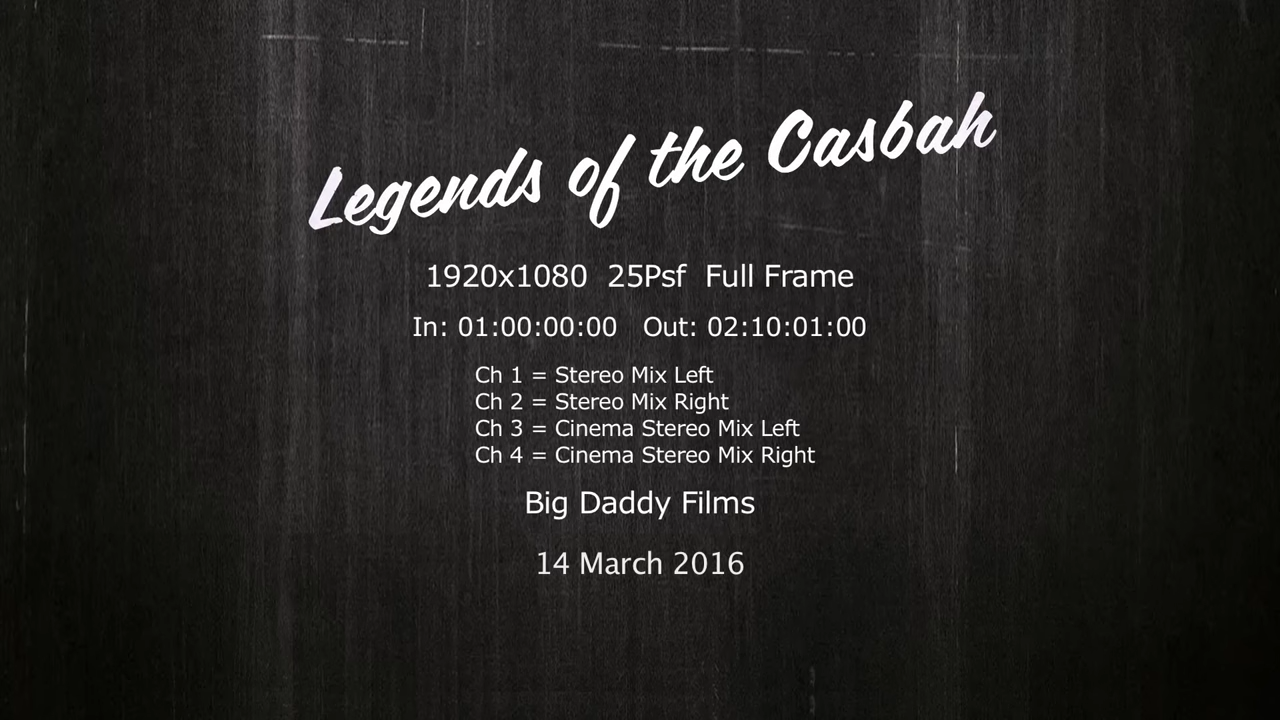 Legends of the Casbah
1920x1080 25Psf Full Frame
In: 01:00:00:00 Out: 02:10:01:00
Ch 1 = Stereo Mix Left
Ch 2 = Stereo Mix Right
Ch 3 = Cinema Stereo Mix Left
Ch 4 = Cinema Stereo Mix Right
Big Daddy Films
14 March 2016